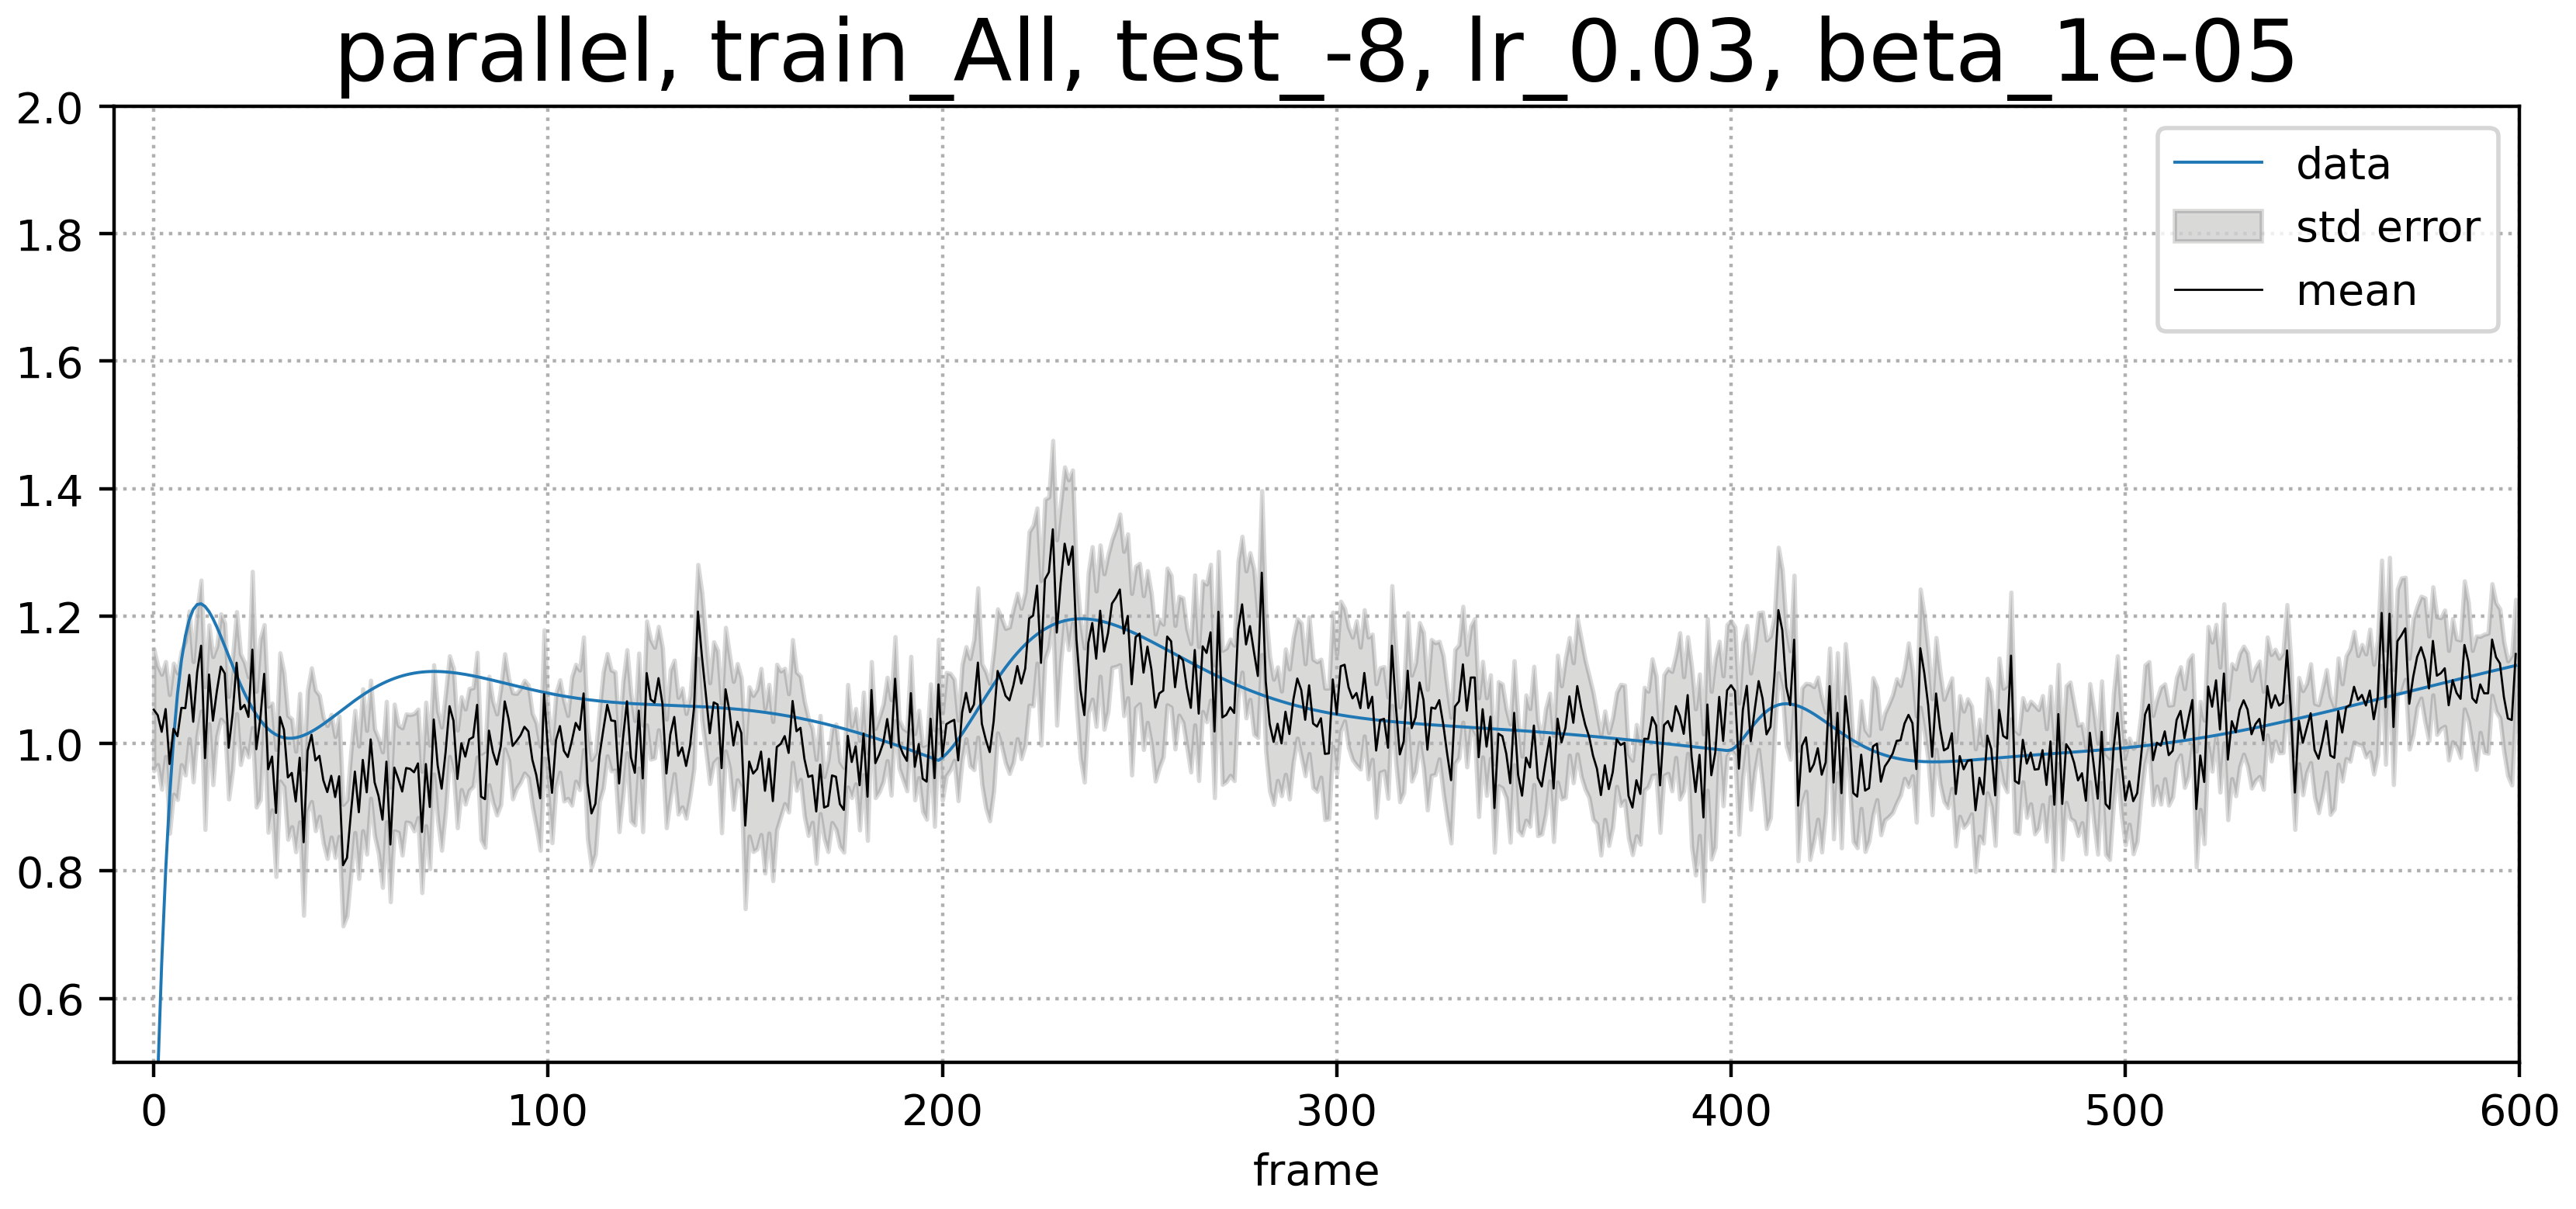 parallel, train_All, test_-8, lr_0.03, beta_1e-05
2.0
1.8
1.6
1.4
1.2
1.0
0.8
0.6
data
std error
mean
0 100 200 300 400 500 600
frame